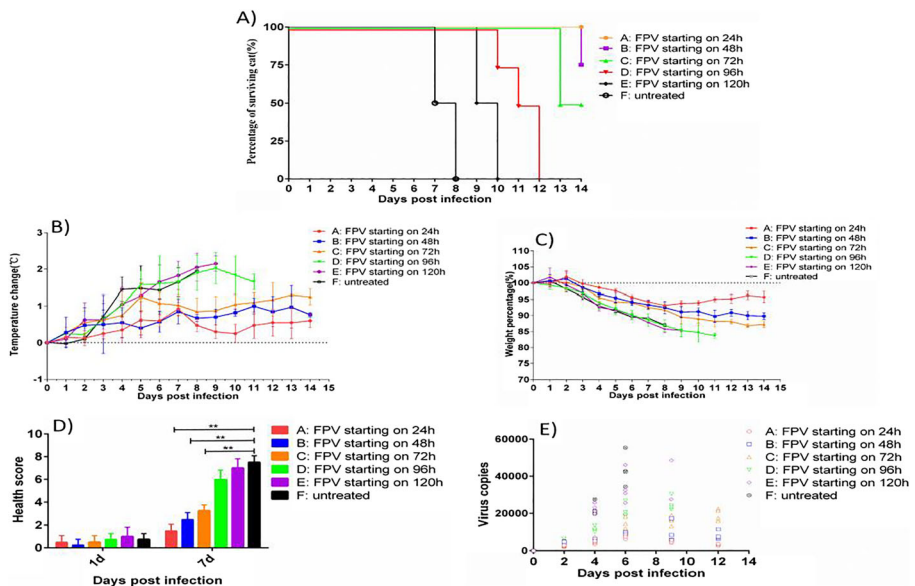 A)
Percentage of surviving cat(%)
100
75
50
25
0
0 1 2 3 4 5 6 7 8 9 10 11 12 13 14
Days post infection
A: FPV starting on 24h
B: FPV starting on 48h
C: FPV starting on 72h
D: FPV starting on 96h
E: FPV starting on 120h
F: untreated
B)
Temperature change(℃)
3
2
1
0
-1
0 1 2 3 4 5 6 7 8 9 10 11 12 13 14 15
Days post infection
A: FPV starting on 24h
B: FPV starting on 48h
C: FPV starting on 72h
D: FPV starting on 96h
E: FPV starting on 120h
F: untreated
C)
Weight percentage(%)
110
105
100
95
90
85
80
75
70
0 1 2 3 4 5 6 7 8 9 10 11 12 13 14 15
Days post infection
A: FPV starting on 24h
B: FPV starting on 48h
C: FPV starting on 72h
D: FPV starting on 96h
E: FPV starting on 120h
F: untreated
D)
Health score
10
8
6
4
2
0
**
**
**
1d 7d
Days post infection
A: FPV starting on 24h
B: FPV starting on 48h
C: FPV starting on 72h
D: FPV starting on 96h
E: FPV starting on 120h
F: untreated
E)
Virus copies
60000
40000
20000
0
0 1 2 3 4 5 6 7 8 9 10 11 12 13
Days post infection
A: FPV starting on 24h
B: FPV starting on 48h
C: FPV starting on 72h
D: FPV starting on 96h
E: FPV starting on 120h
F: untreated